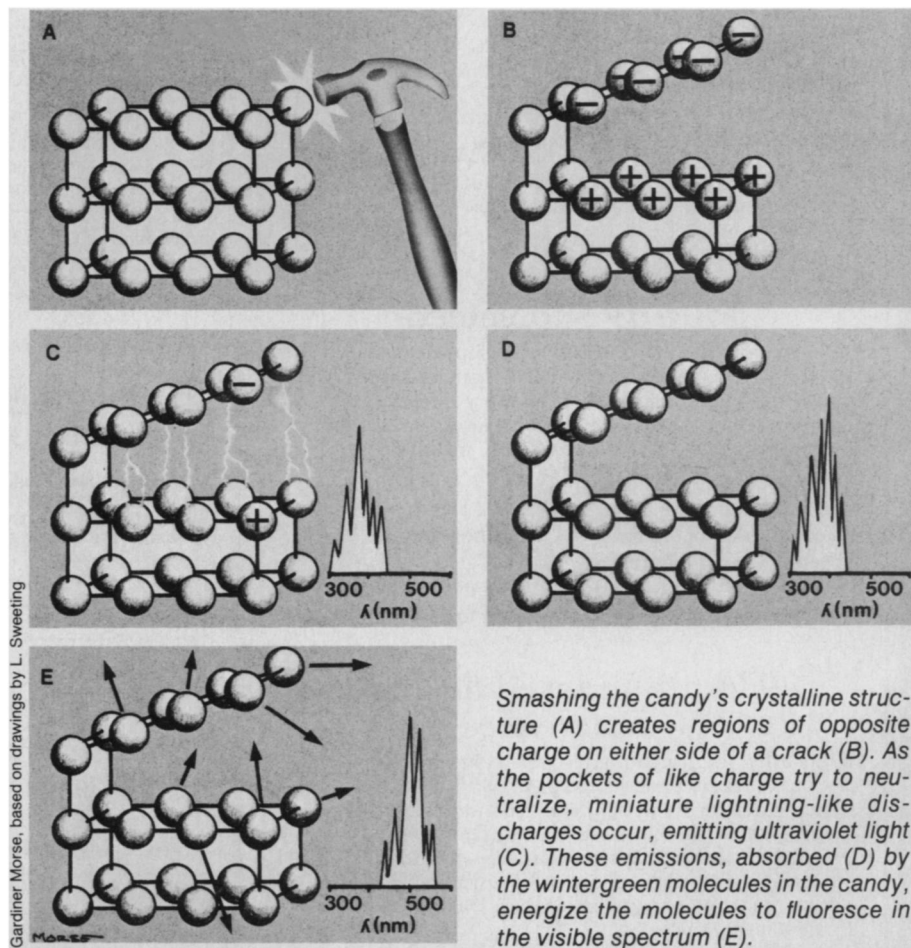 A
B
− − − − −
+ + + +
+ + +
C
−
+
300 500
λ(nm)
D
300 500
λ(nm)
E
300 500
λ(nm)
MORSE
Gardiner Morse, based on drawings by L. Sweeting
Smashing the candy's crystalline struc-
ture (A) creates regions of opposite
charge on either side of a crack (B). As
the pockets of like charge try to neu-
tralize, miniature lightning-like dis-
charges occur, emitting ultraviolet light
(C). These emissions, absorbed (D) by
the wintergreen molecules in the candy,
energize the molecules to fluoresce in
the visible spectrum (E).